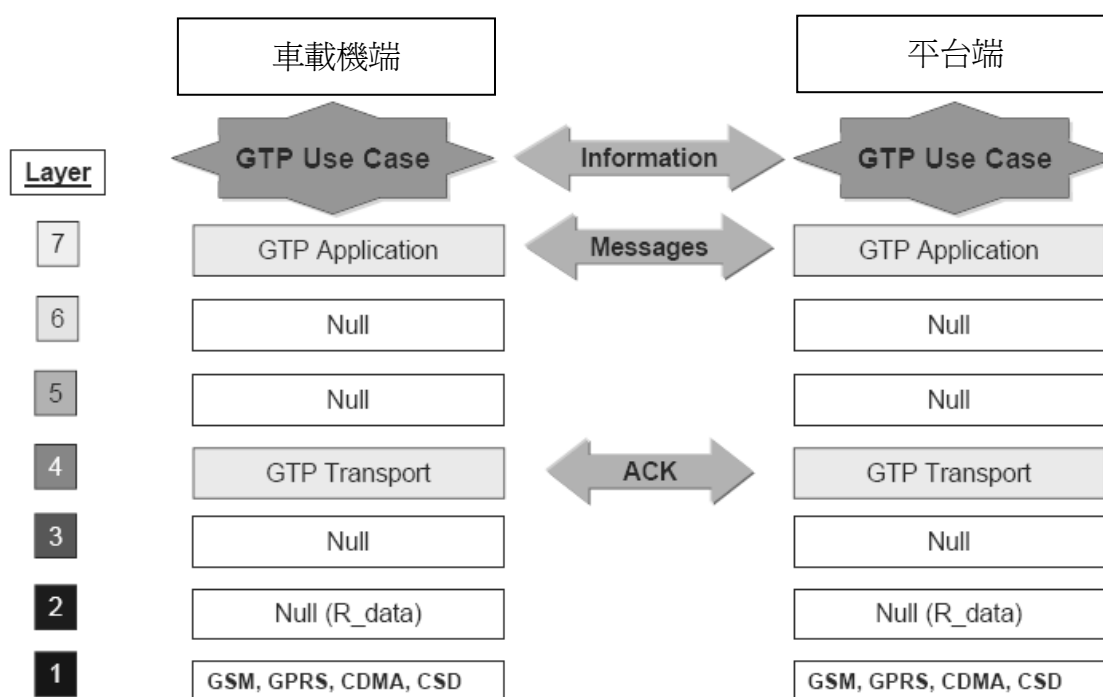 車載機端
平台端
GTP Use Case
Information
GTP Use Case
Layer
7
GTP Application
Messages
GTP Application
6
Null
Null
5
Null
Null
4
GTP Transport
ACK
GTP Transport
3
Null
Null
2
Null (R_data)
Null (R_data)
1
GSM, GPRS, CDMA, CSD
GSM, GPRS, CDMA, CSD